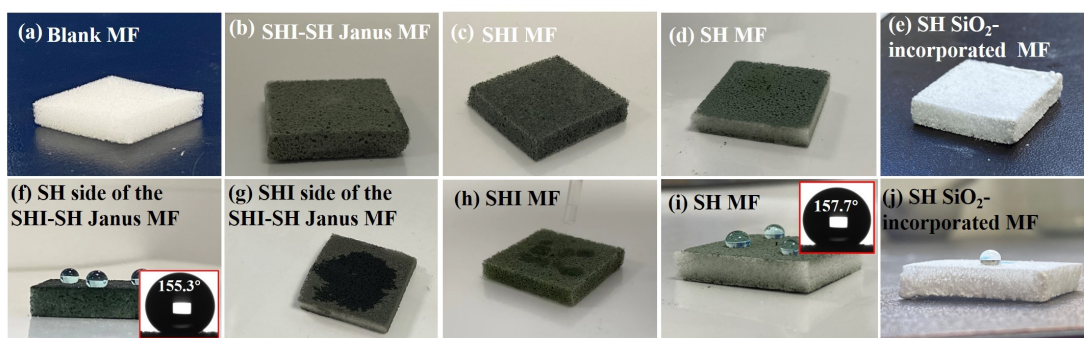 (a) Blank MF
(b) SHI-SH Janus MF
(c) SHI MF
(d) SH MF
(e) SH SiO₂-
incorporated MF
(f) SH side of the
SHI-SH Janus MF
155.3°
(g) SHI side of the
SHI-SH Janus MF
(h) SHI MF
(i) SH MF
157.7°
(j) SH SiO₂-
incorporated MF